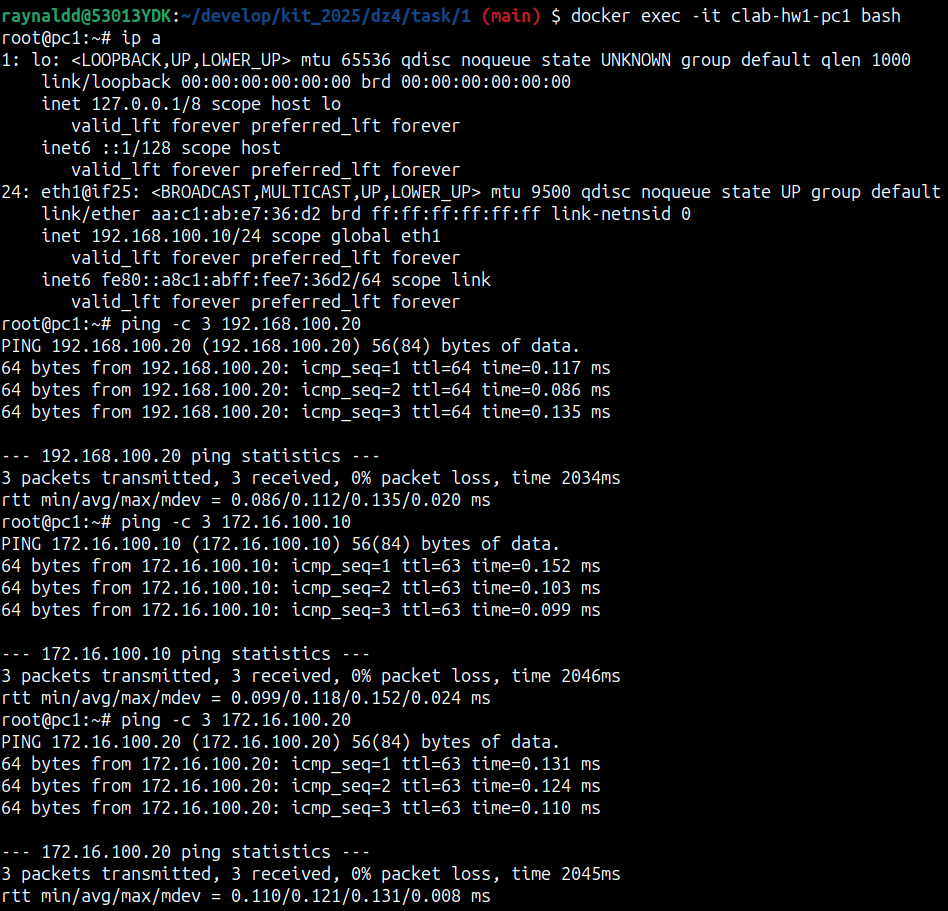 raynaldd@53013YDK:~/develop/kit_2025/dz4/task/1 (main) $ docker exec -it clab-hw1-pc1 bash
root@pc1:~# ip a
1: lo: <LOOPBACK,UP,LOWER_UP> mtu 65536 qdisc noqueue state UNKNOWN group default qlen 1000
    link/loopback 00:00:00:00:00:00 brd 00:00:00:00:00:00
    inet 127.0.0.1/8 scope host lo
       valid_lft forever preferred_lft forever
    inet6 ::1/128 scope host
       valid_lft forever preferred_lft forever
24: eth1@if25: <BROADCAST,MULTICAST,UP,LOWER_UP> mtu 9500 qdisc noqueue state UP group default
    link/ether aa:c1:ab:e7:36:d2 brd ff:ff:ff:ff:ff:ff link-netnsid 0
    inet 192.168.100.10/24 scope global eth1
       valid_lft forever preferred_lft forever
    inet6 fe80::a8c1:abff:fee7:36d2/64 scope link
       valid_lft forever preferred_lft forever
root@pc1:~# ping -c 3 192.168.100.20
PING 192.168.100.20 (192.168.100.20) 56(84) bytes of data.
64 bytes from 192.168.100.20: icmp_seq=1 ttl=64 time=0.117 ms
64 bytes from 192.168.100.20: icmp_seq=2 ttl=64 time=0.086 ms
64 bytes from 192.168.100.20: icmp_seq=3 ttl=64 time=0.135 ms

--- 192.168.100.20 ping statistics ---
3 packets transmitted, 3 received, 0% packet loss, time 2034ms
rtt min/avg/max/mdev = 0.086/0.112/0.135/0.020 ms
root@pc1:~# ping -c 3 172.16.100.10
PING 172.16.100.10 (172.16.100.10) 56(84) bytes of data.
64 bytes from 172.16.100.10: icmp_seq=1 ttl=63 time=0.152 ms
64 bytes from 172.16.100.10: icmp_seq=2 ttl=63 time=0.103 ms
64 bytes from 172.16.100.10: icmp_seq=3 ttl=63 time=0.099 ms

--- 172.16.100.10 ping statistics ---
3 packets transmitted, 3 received, 0% packet loss, time 2046ms
rtt min/avg/max/mdev = 0.099/0.118/0.152/0.024 ms
root@pc1:~# ping -c 3 172.16.100.20
PING 172.16.100.20 (172.16.100.20) 56(84) bytes of data.
64 bytes from 172.16.100.20: icmp_seq=1 ttl=63 time=0.131 ms
64 bytes from 172.16.100.20: icmp_seq=2 ttl=63 time=0.124 ms
64 bytes from 172.16.100.20: icmp_seq=3 ttl=63 time=0.110 ms

--- 172.16.100.20 ping statistics ---
3 packets transmitted, 3 received, 0% packet loss, time 2045ms
rtt min/avg/max/mdev = 0.110/0.121/0.131/0.008 ms